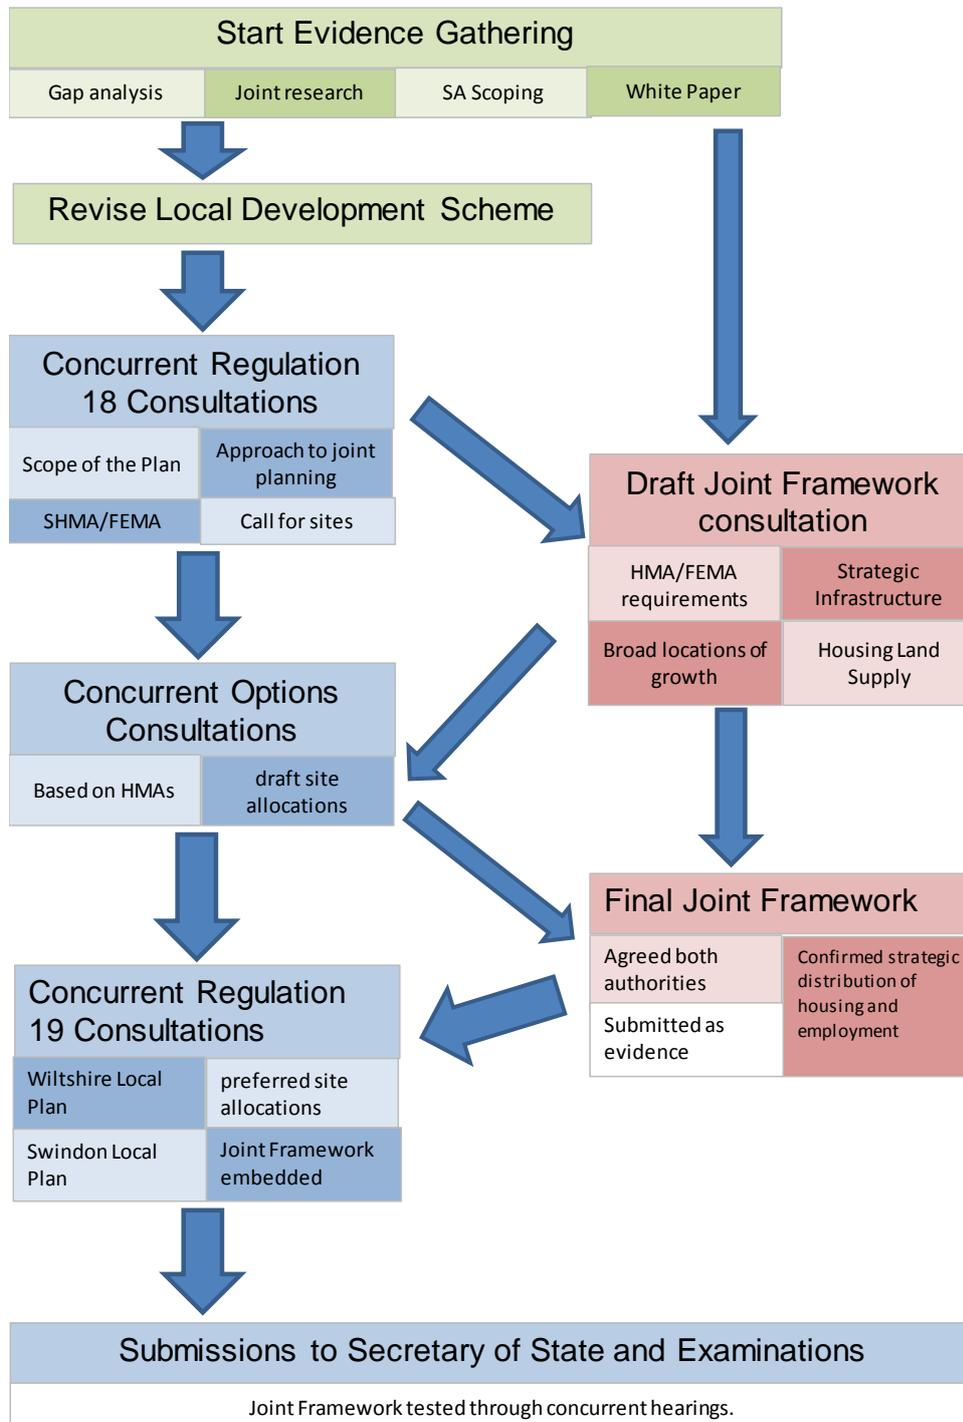 Start Evidence Gathering
Gap analysis
Joint research
SA Scoping
White Paper
Revise Local Development Scheme
Concurrent Regulation
18 Consultations
Scope of the Plan
Approach to joint
planning
SHMA/FEMA
Call for sites
Draft Joint Framework
consultation
HMA/FEMA
requirements
Strategic
Infrastructure
Broad locations of
growth
Housing Land
Supply
Concurrent Options
Consultations
Based on HMAs
draft site
allocations
Final Joint Framework
Agreed both
authorities
Confirmed strategic
distribution of
housing and
employment
Submitted as
evidence
Concurrent Regulation
19 Consultations
Wiltshire Local
Plan
preferred site
allocations
Swindon Local
Plan
Joint Framework
embedded
Submissions to Secretary of State and Examinations
Joint Framework tested through concurrent hearings.